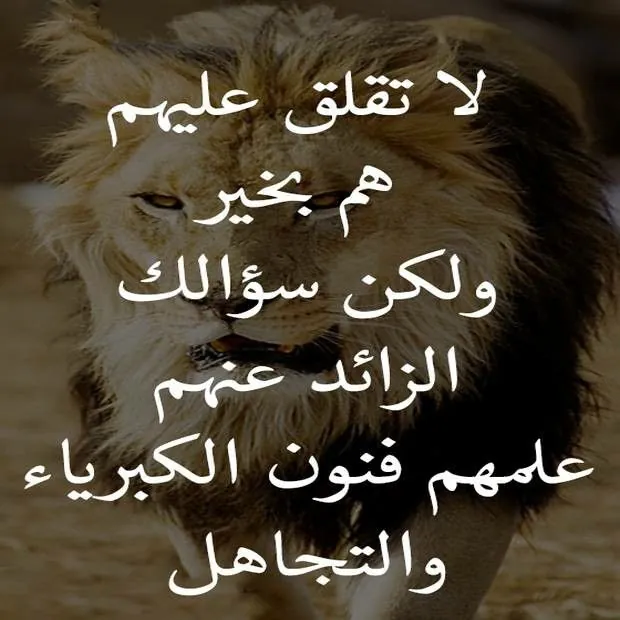 لا تقلق عليهم
هم بخير
ولكن سؤالك
الزائد عنهم
علمهم فنون الكبرياء
والتجاهل